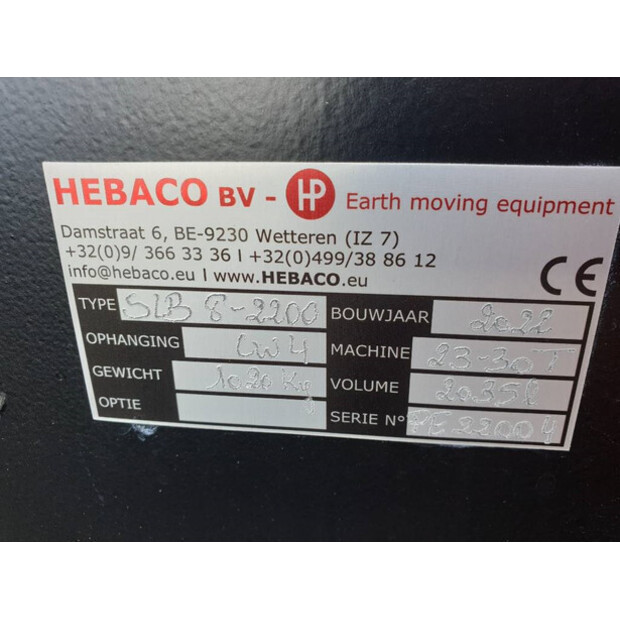 HEBACO BV - HP Earth moving equipment
Damstraat 6, BE-9230 Wetteren (IZ 7)
+32(0)9/ 366 33 36 I +32(0)499/38 86 12
info@hebaco.eu I www.HEBACO.eu CE
TYPE SLB 8-2200 BOUWJAAR 2022
OPHANGING CW4 MACHINE 23-30T
GEWICHT 1020 Kg VOLUME 2035l
OPTIE SERIE N°